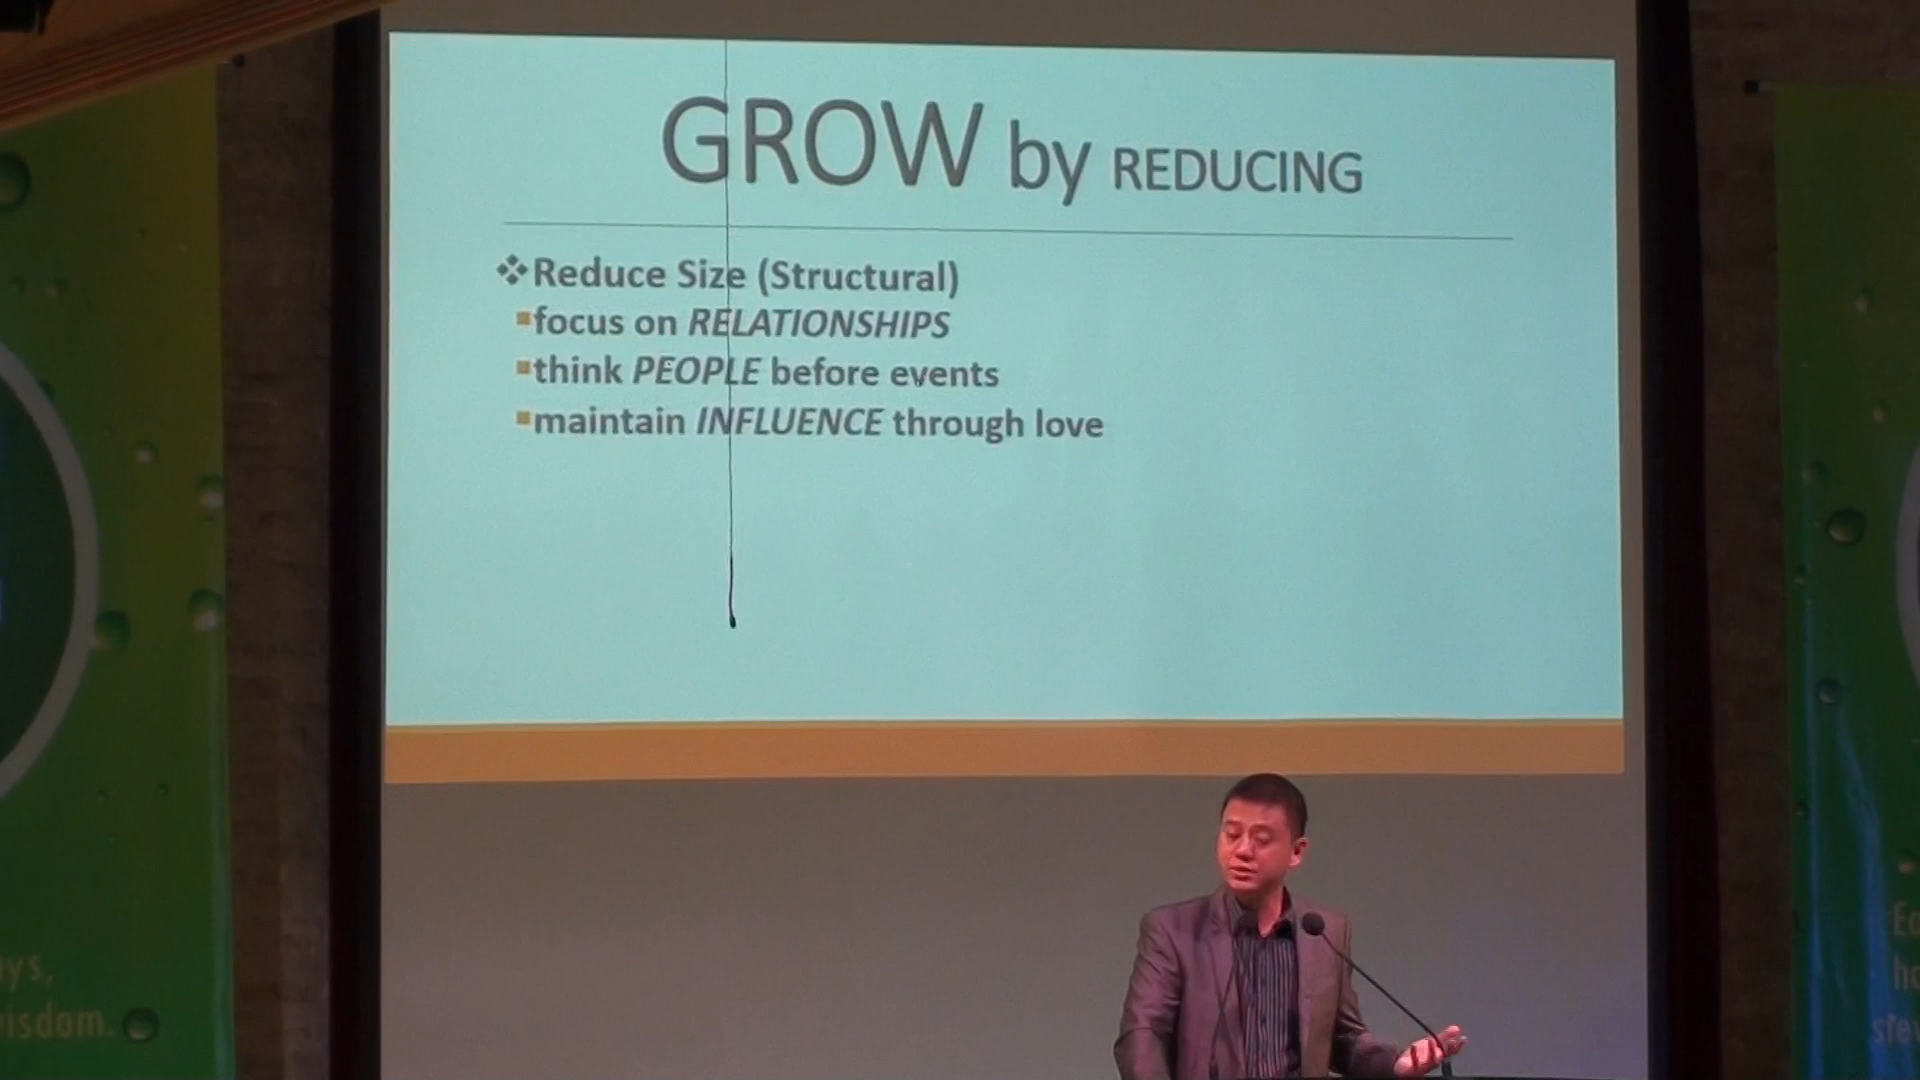 GROW by REDUCING
❖Reduce Size (Structural)
▪focus on RELATIONSHIPS
▪think PEOPLE before events
▪maintain INFLUENCE through love